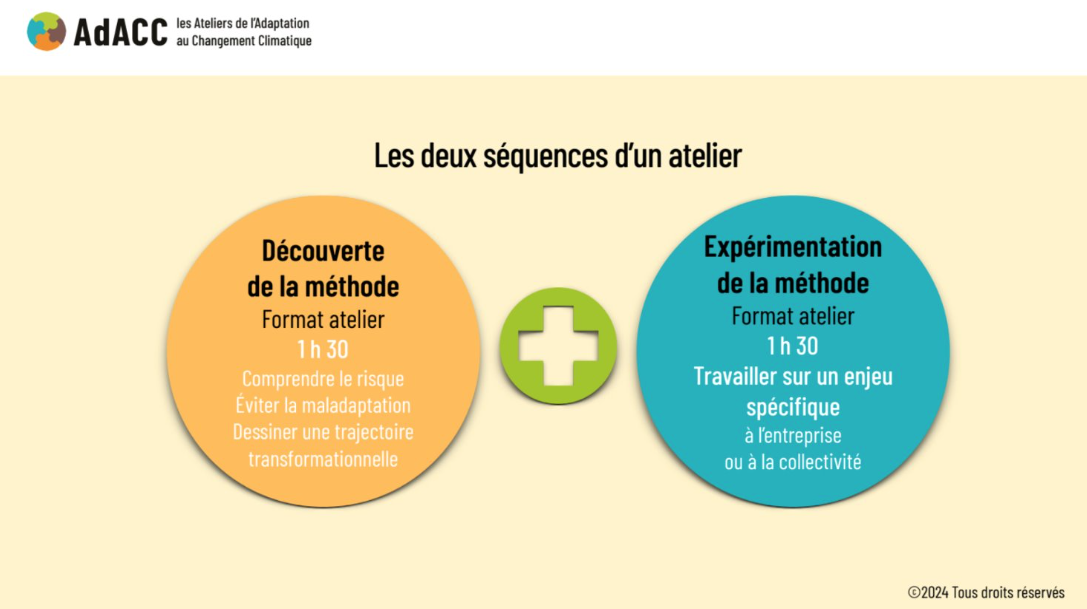 AdACC
les Ateliers de l'Adaptation
au Changement Climatique
Les deux séquences d'un atelier
Découverte
de la méthode
Format atelier
1 h 30
Comprendre le risque
Éviter la maladaptation
Dessiner une trajectoire
transformationnelle
Expérimentation
de la méthode
Format atelier
1 h 30
Travailler sur un enjeu
spécifique
à l'entreprise
ou à la collectivité
©2024 Tous droits réservés